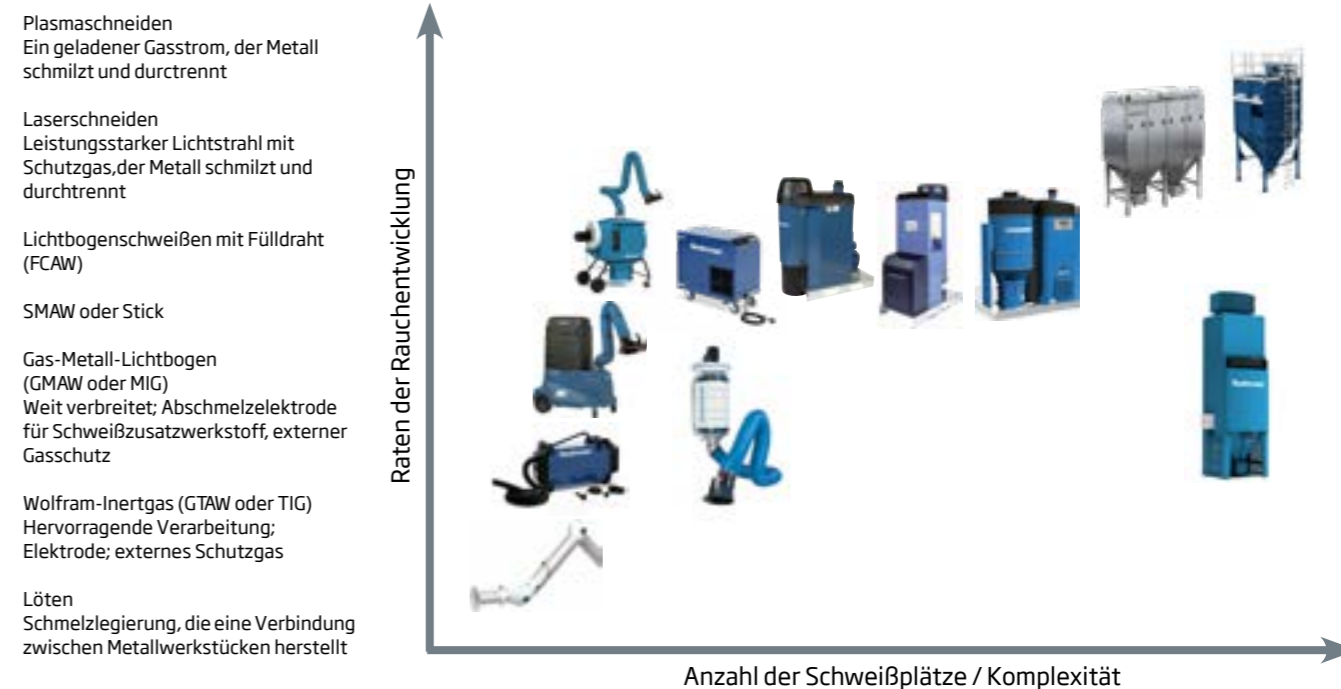 Plasmaschneiden
Ein geladener Gasstrom, der Metall
schmilzt und durctrennt
Laserschneiden
Leistungsstarker Lichtstrahl mit
Schutzgas,der Metall schmilzt und
durchtrennt
Lichtbogenschweißen mit Fülldraht
(FCAW)
SMAW oder Stick
Gas-Metall-Lichtbogen
(GMAW oder MIG)
Weit verbreitet; Abschmelzelektrode
für Schweißzusatzwerkstoff, externer
Gasschutz
Wolfram-Inertgas (GTAW oder TIG)
Hervorragende Verarbeitung;
Elektrode; externes Schutzgas
Löten
Schmelzlegierung, die eine Verbindung
zwischen Metallwerkstücken herstellt
Raten der Rauchentwicklung
Anzahl der Schweißplätze / Komplexität